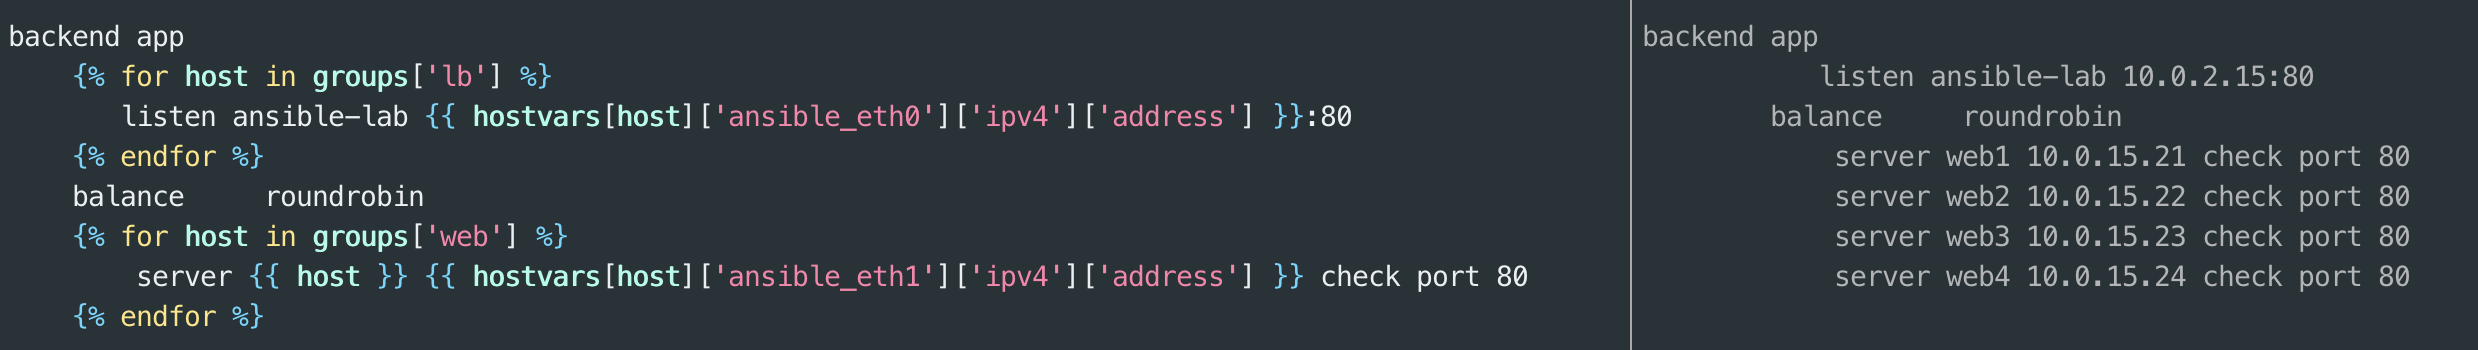 backend app
    {% for host in groups['lb'] %}
       listen ansible-lab {{ hostvars[host]['ansible_eth0']['ipv4']['address'] }}:80
    {% endfor %}
    balance     roundrobin
    {% for host in groups['web'] %}
        server {{ host }} {{ hostvars[host]['ansible_eth1']['ipv4']['address'] }} check port 80
    {% endfor %}
backend app
           listen ansible-lab 10.0.2.15:80
        balance     roundrobin
            server web1 10.0.15.21 check port 80
            server web2 10.0.15.22 check port 80
            server web3 10.0.15.23 check port 80
            server web4 10.0.15.24 check port 80